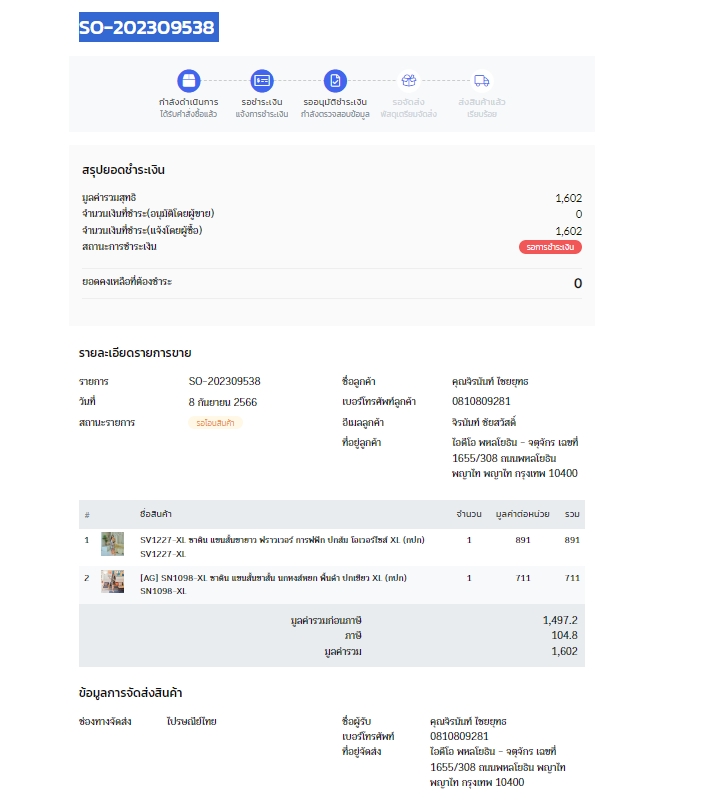 SO-202309538
กำลังดำเนินการ รอชำระเงิน รออนุมัติชำระเงิน รอจัดส่ง ส่งสินค้าแล้ว
ได้รับคำสั่งซื้อแล้ว แจ้งการชำระเงิน กำลังตรวจสอบข้อมูล พัสดุเตรียมจัดส่ง เรียบร้อย
สรุปยอดชำระเงิน
มูลค่ารวมสุทธิ 1,602
จำนวนเงินที่ชำระ(อนุมัติโดยผู้ขาย) 0
จำนวนเงินที่ชำระ(แจ้งโดยผู้ซื้อ) 1,602
สถานะการชำระเงิน รอการชำระเงิน
ยอดคงเหลือที่ต้องชำระ 0
รายละเอียดรายการขาย
รายการ SO-202309538 ชื่อลูกค้า คุณจิรนันท์ ไชยยุทธ
วันที่ 8 กันยายน 2566 เบอร์โทรศัพท์ลูกค้า 0810809281
สถานะรายการ รอโอนสินค้า อีเมลลูกค้า จิรนันท์ ชัยสวัสดิ์
ที่อยู่ลูกค้า ไอดีโอ พหลโยธิน - จตุจักร เลขที่
1655/308 ถนนพหลโยธิน
พญาไท พญาไท กรุงเทพ 10400
# ชื่อสินค้า จำนวน มูลค่าต่อหน่วย รวม
1 SV1227-XL ซาติน แขนสั้นขายาว ฟราวเวอร์ การ์ฟฟิก ปกส้ม โอเวอร์ไซส์ XL (กปก) 1 891 891
SV1227-XL
2 [AG] SN1098-XL ซาติน แขนสั้นขาสั้น นกหงส์หยก พื้นดำ ปกเขียว XL (กปก) 1 711 711
SN1098-XL
มูลค่ารวมก่อนภาษี 1,497.2
ภาษี 104.8
มูลค่ารวม 1,602
ข้อมูลการจัดส่งสินค้า
ช่องทางจัดส่ง ไปรษณีย์ไทย ชื่อผู้รับ คุณจิรนันท์ ไชยยุทธ
เบอร์โทรศัพท์ 0810809281
ที่อยู่จัดส่ง ไอดีโอ พหลโยธิน - จตุจักร เลขที่
1655/308 ถนนพหลโยธิน พญาไท
พญาไท กรุงเทพ 10400